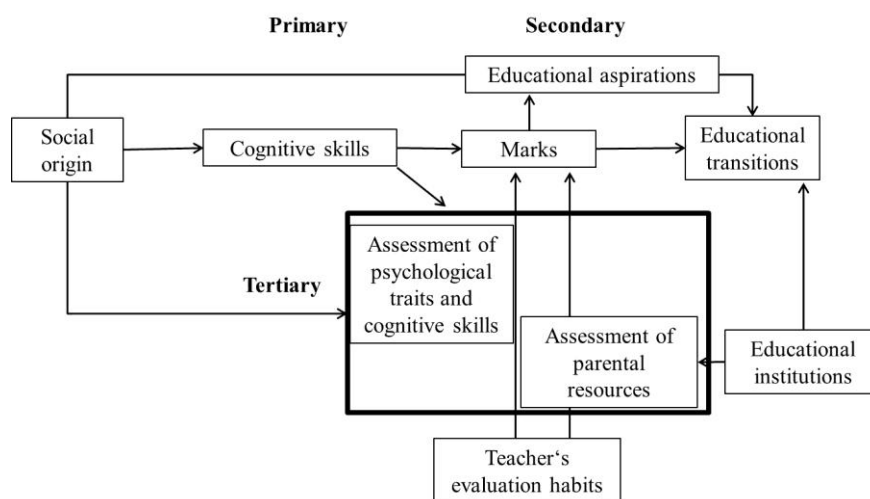 Primary
Secondary
Educational aspirations
Social
origin
Cognitive skills
Marks
Educational
transitions
Assessment of
psychological
traits and
cognitive skills
Tertiary
Assessment of
parental
resources
Educational
institutions
Teacher‘s
evaluation habits